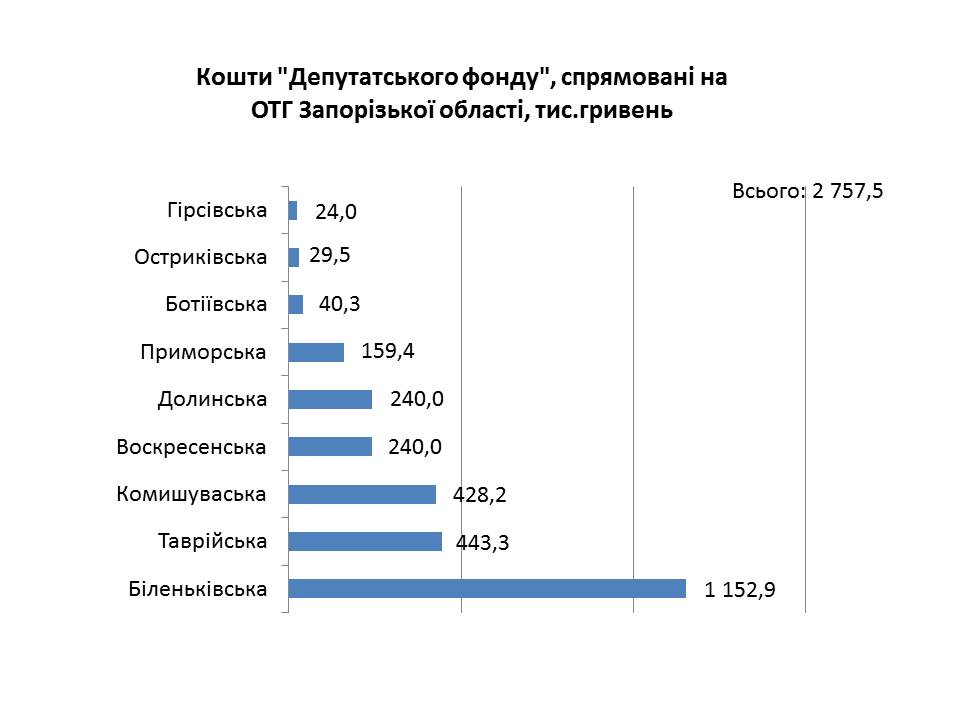 Кошти "Депутатського фонду", спрямовані на
ОТГ Запорізької області, тис.гривень
Всього: 2 757,5
Гірсівська 24,0
Остриківська 29,5
Ботіївська 40,3
Приморська 159,4
Долинська 240,0
Воскресенська 240,0
Комишуваська 428,2
Таврійська 443,3
Біленьківська 1 152,9